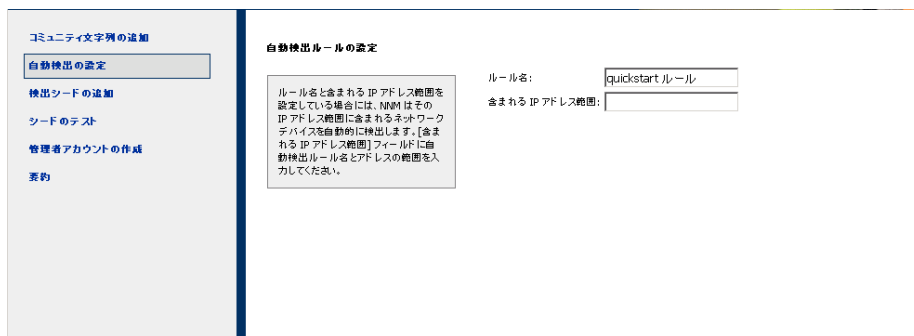 コミュニティ文字列の追加
自動検出の設定
検出シードの追加
シードのテスト
管理者アカウントの作成
要約
自動検出ルールの設定
ルール名と含まれる IP アドレス範囲を
設定している場合には、NNM はその
IP アドレス範囲に含まれるネットワーク
デバイスを自動的に検出します。[含ま
れる IP アドレス範囲] フィールドに自
動検出ルール名とアドレスの範囲を入
力してください。
ルール名: quickstart ルール
含まれる IP アドレス範囲: